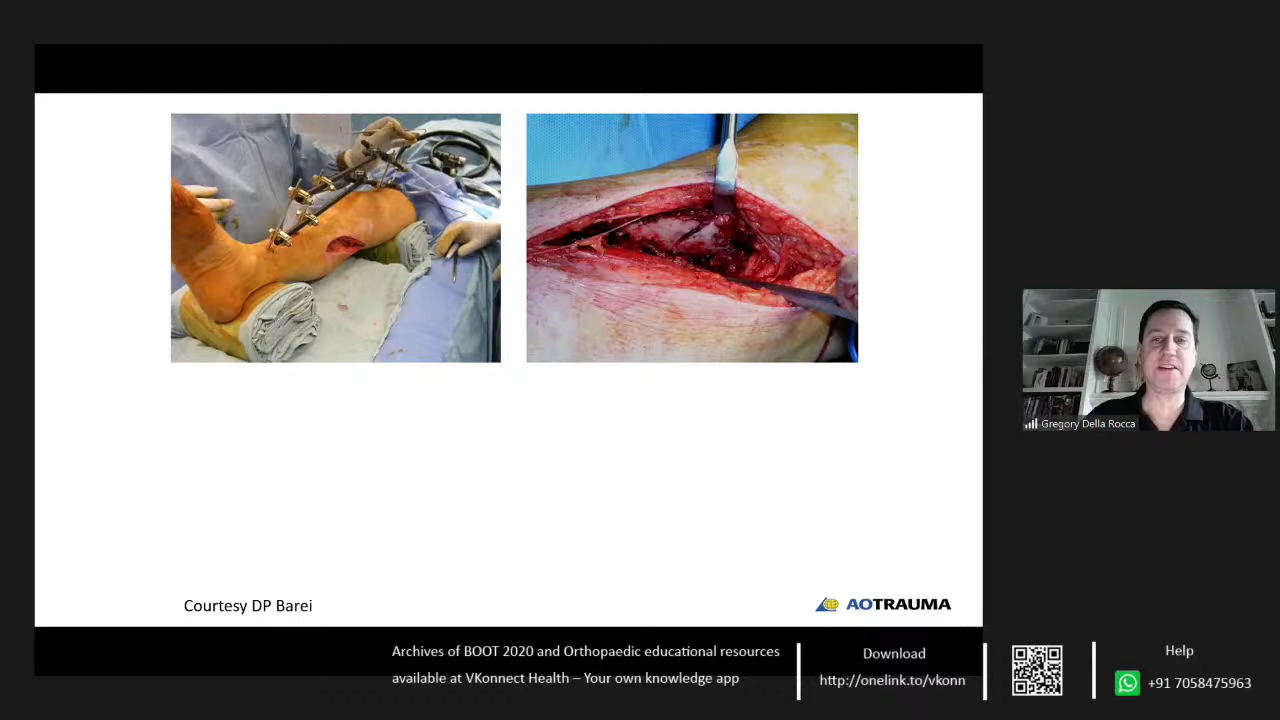 Gregory Della Rocca
Courtesy DP Barei
AOTRAUMA
Archives of BOOT 2020 and Orthopaedic educational resources
available at VKonnect Health – Your own knowledge app
Download
http://onelink.to/vkonn
Help
+91 7058475963